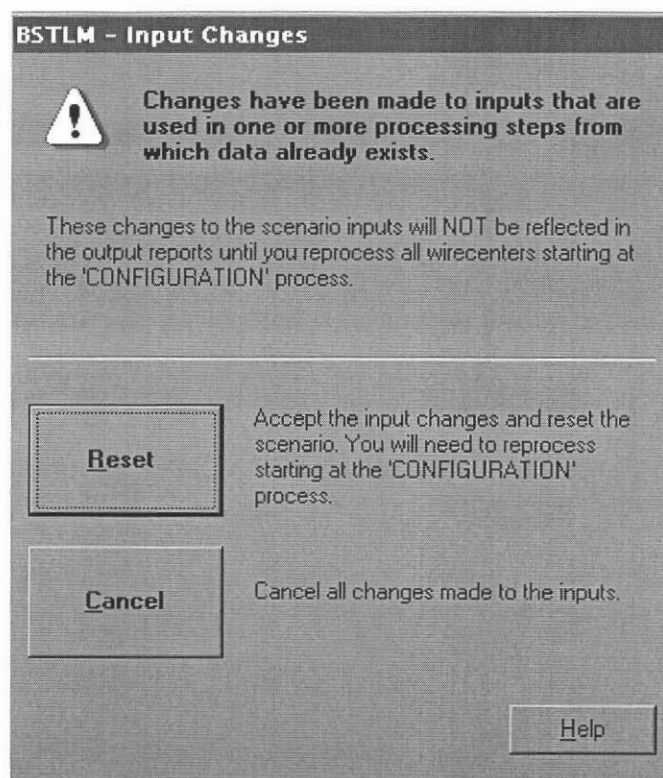 BSTLM - Input Changes
Changes have been made to inputs that are
used in one or more processing steps from
which data already exists.
These changes to the scenario inputs will NOT be reflected in
the output reports until you reprocess all wirecenters starting at
the 'CONFIGURATION' process.
Reset
Accept the input changes and reset the
scenario. You will need to reprocess
starting at the 'CONFIGURATION'
process.
Cancel
Cancel all changes made to the inputs.
Help